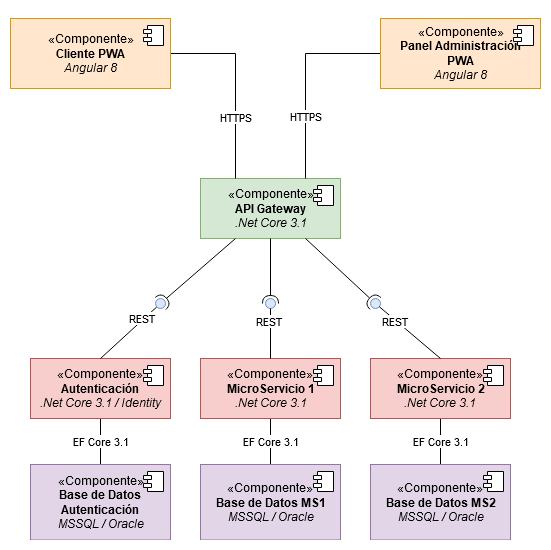 «Componente»
Cliente PWA
Angular 8
«Componente»
Panel Administración
PWA
Angular 8
HTTPS
HTTPS
«Componente»
API Gateway
.Net Core 3.1
REST
REST
REST
«Componente»
Autenticación
.Net Core 3.1 / Identity
«Componente»
MicroServicio 1
.Net Core 3.1
«Componente»
MicroServicio 2
.Net Core 3.1
EF Core 3.1
EF Core 3.1
EF Core 3.1
«Componente»
Base de Datos
Autenticación
MSSQL / Oracle
«Componente»
Base de Datos MS1
MSSQL / Oracle
«Componente»
Base de Datos MS2
MSSQL / Oracle